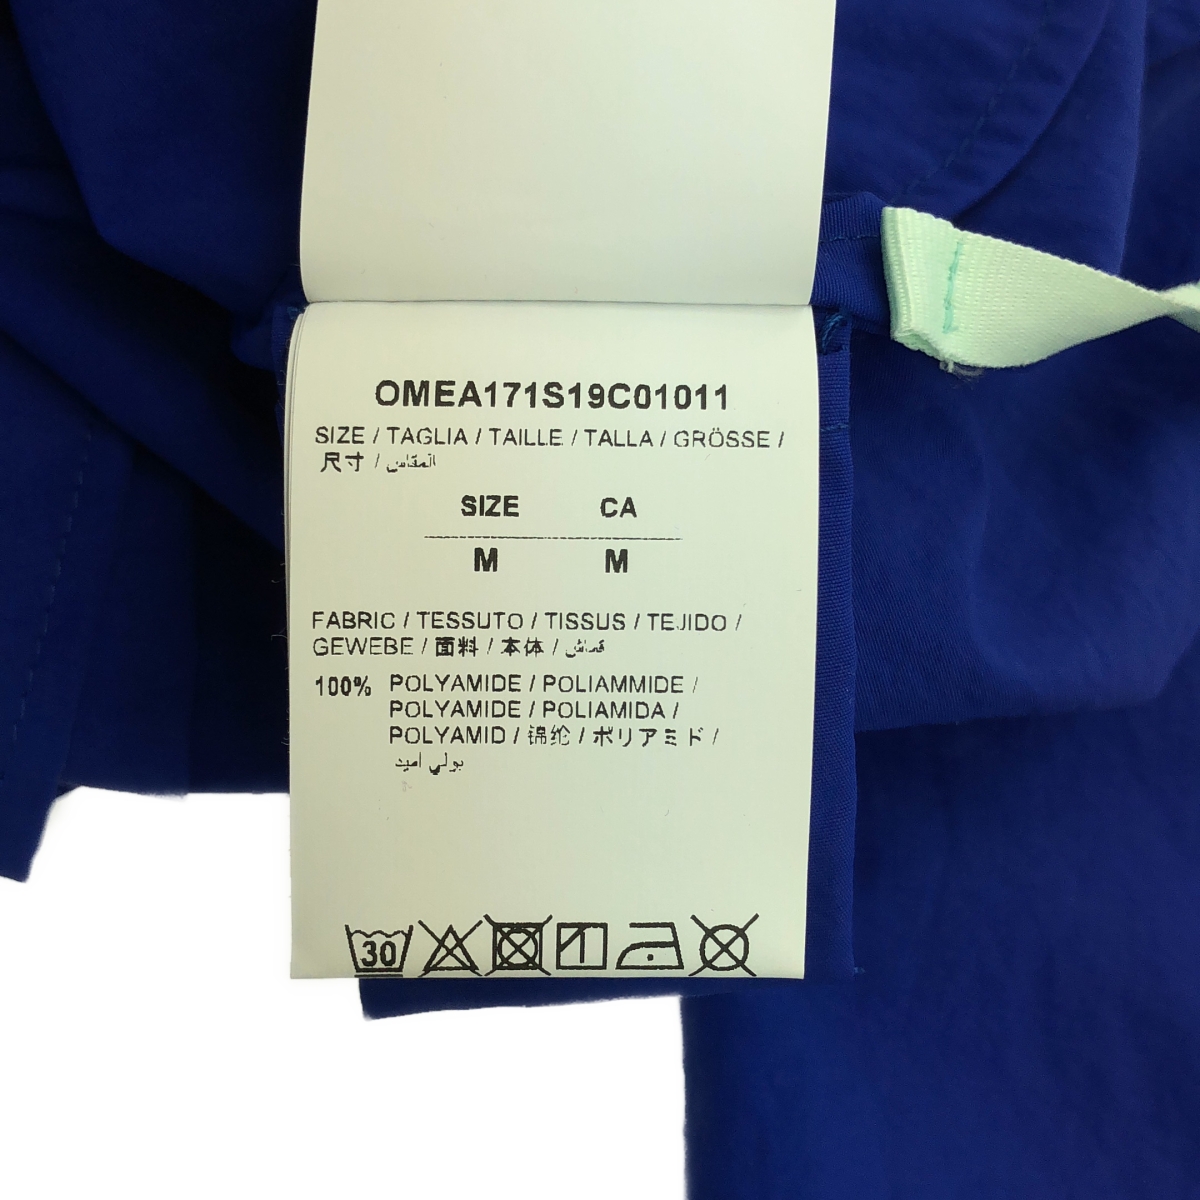 OMEA171S19C01011
SIZE / TAGLIA / TAILLE / TALLA / GRÖSSE /
尺寸 / المقاس
SIZE CA
M M
FABRIC / TESSUTO / TISSUS / TEJIDO /
GEWEBE / 面料 / 本体 / قماش
100% POLYAMIDE / POLIAMMIDE /
POLYAMIDE / POLIAMIDA /
POLYAMID / 锦纶 / ポリアミド /
بولي اميد
30